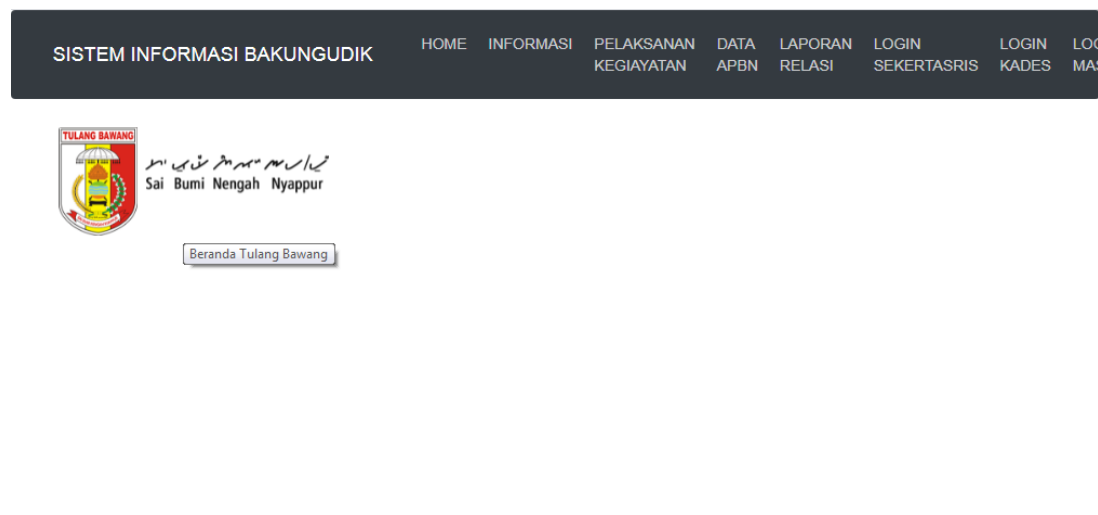 SISTEM INFORMASI BAKUNGUDIK
HOME INFORMASI PELAKSANAN KEGIAYATAN DATA APBN LAPORAN RELASI LOGIN SEKERTASRIS LOGIN KADES
TULANG BAWANG
Sai Bumi Nengah Nyappur
Beranda Tulang Bawang